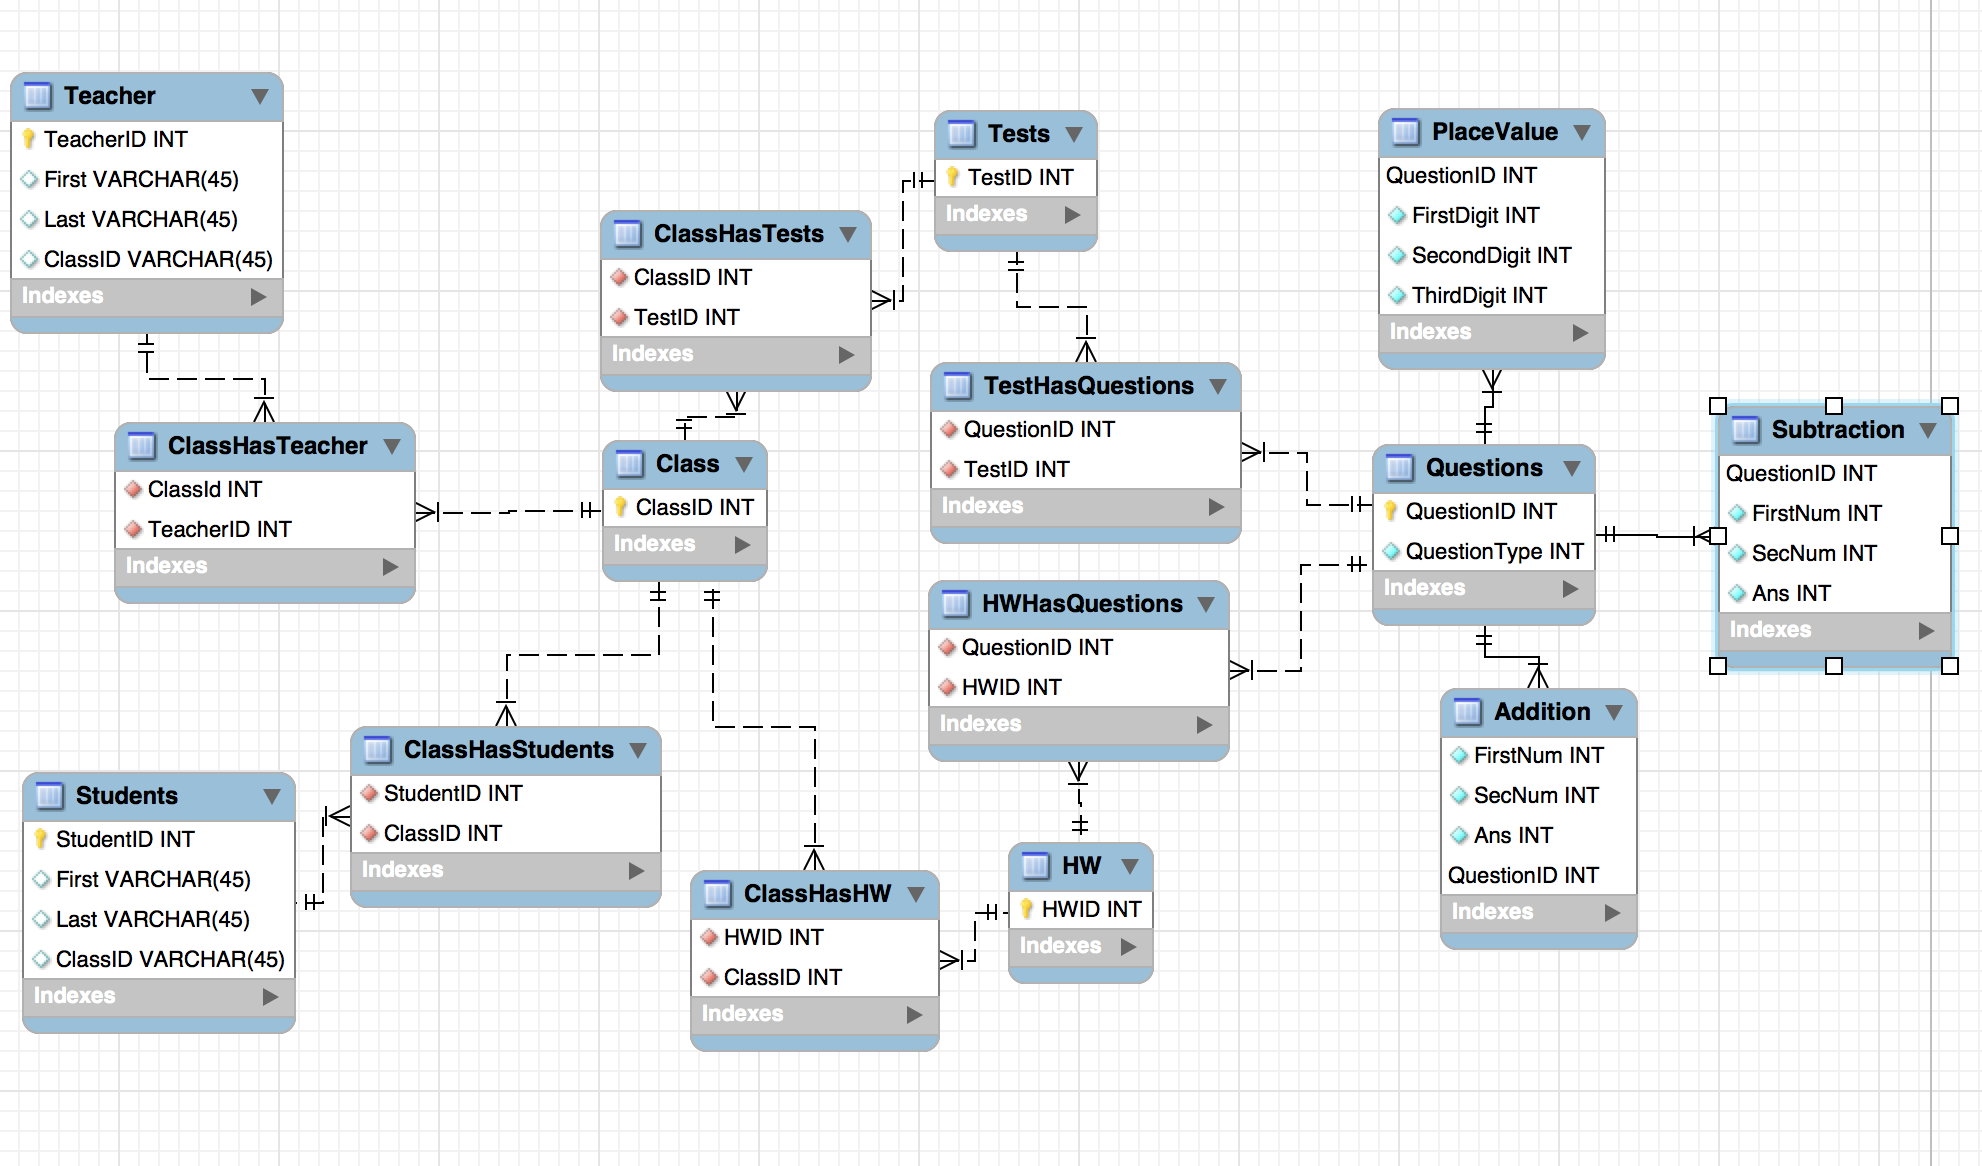 Teacher
TeacherID INT
First VARCHAR(45)
Last VARCHAR(45)
ClassID VARCHAR(45)
Indexes
ClassHasTeacher
ClassId INT
TeacherID INT
Indexes
Students
StudentID INT
First VARCHAR(45)
Last VARCHAR(45)
ClassID VARCHAR(45)
Indexes
ClassHasTests
ClassID INT
TestID INT
Indexes
Class
ClassID INT
Indexes
ClassHasStudents
StudentID INT
ClassID INT
Indexes
ClassHasHW
HWID INT
ClassID INT
Indexes
Tests
TestID INT
Indexes
TestHasQuestions
QuestionID INT
TestID INT
Indexes
HWHasQuestions
QuestionID INT
HWID INT
Indexes
HW
HWID INT
Indexes
PlaceValue
QuestionID INT
FirstDigit INT
SecondDigit INT
ThirdDigit INT
Indexes
Questions
QuestionID INT
QuestionType INT
Indexes
Addition
FirstNum INT
SecNum INT
Ans INT
QuestionID INT
Indexes
Subtraction
QuestionID INT
FirstNum INT
SecNum INT
Ans INT
Indexes